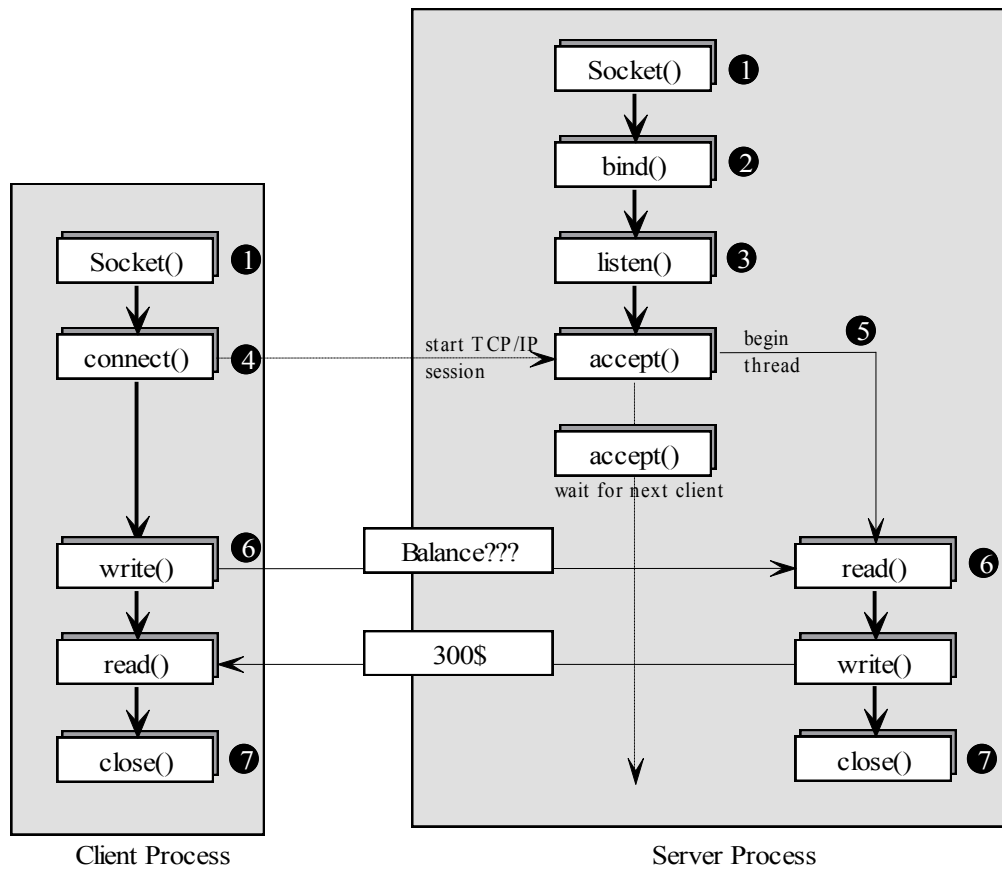 Socket()
1
bind()
2
Socket()
1
listen()
3
connect()
4
start TCP/IP
session
accept()
begin
thread
5
accept()
wait for next client
write()
6
Balance???
read()
6
read()
300$
write()
close()
7
close()
7
Client Process
Server Process